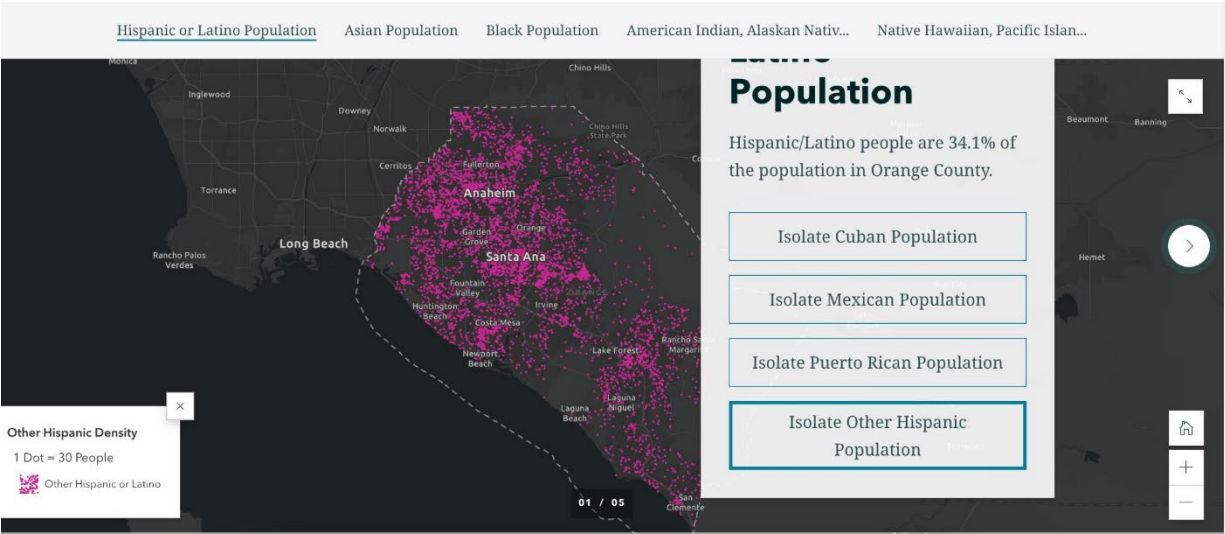 Hispanic or Latino Population
Asian Population
Black Population
American Indian, Alaskan Nativ...
Native Hawaiian, Pacific Islan...
Latino
Population
Hispanic/Latino people are 34.1% of
the population in Orange County.
Isolate Cuban Population
Isolate Mexican Population
Isolate Puerto Rican Population
Isolate Other Hispanic
Population
Monica
Chino Hills
Inglewood
Downey
Norwalk
Chino Hills
State Park
Beaumont
Banning
Cerritos
Fullerton
Torrance
Anaheim
Garden
Grove
Orange
Long Beach
Santa Ana
Rancho Palos
Verdes
Hemet
Fountain
Valley
ORANGE
Huntington
Beach
Irvine
Costa Mesa
Newport
Beach
Lake Forest
Rancho
Margari
Laguna
Niguel
Laguna
Beach
San
Clemente
Other Hispanic Density
1 Dot = 30 People
Other Hispanic or Latino
01 / 05